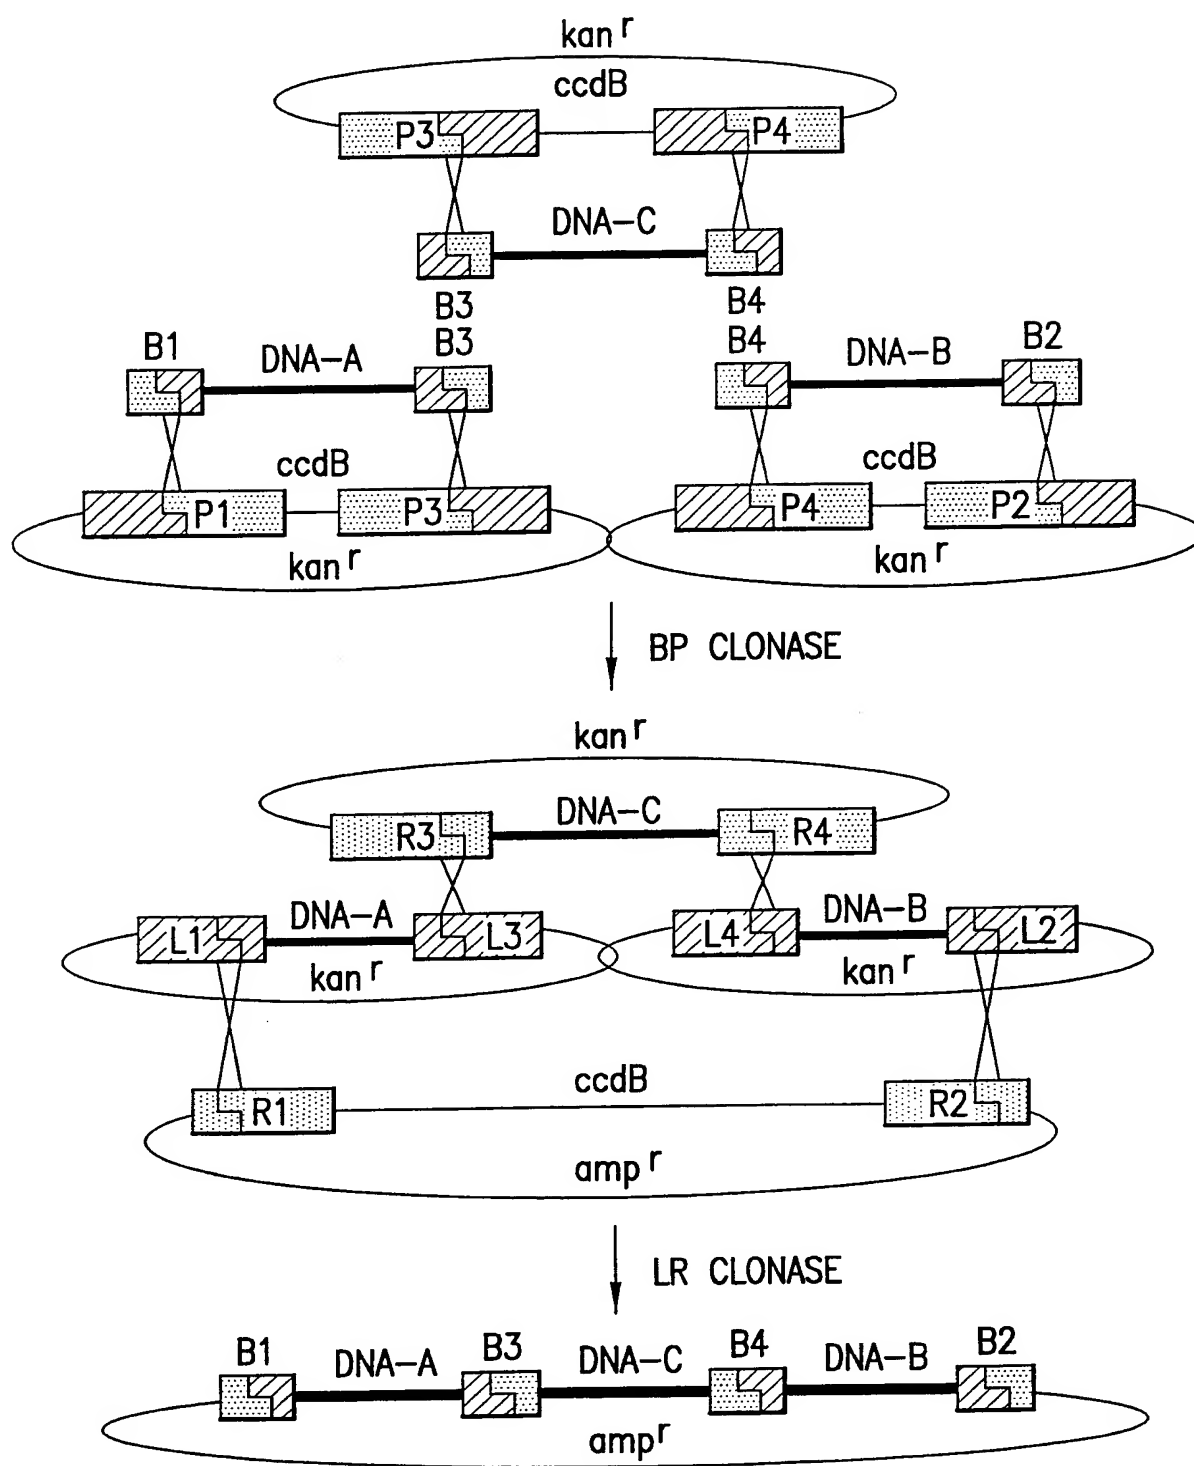 kan r
ccdB
P3 P4
DNA-C
B3 B4
B1 DNA-A B3 B4 DNA-B B2
ccdB ccdB
P1 P3 P4 P2
kan r kan r
BP CLONASE
kan r
DNA-C
R3 R4
DNA-A DNA-B
L1 L3 L4 L2
kan r kan r
ccdB
R1 R2
amp r
LR CLONASE
B1 DNA-A B3 DNA-C B4 DNA-B B2
amp r